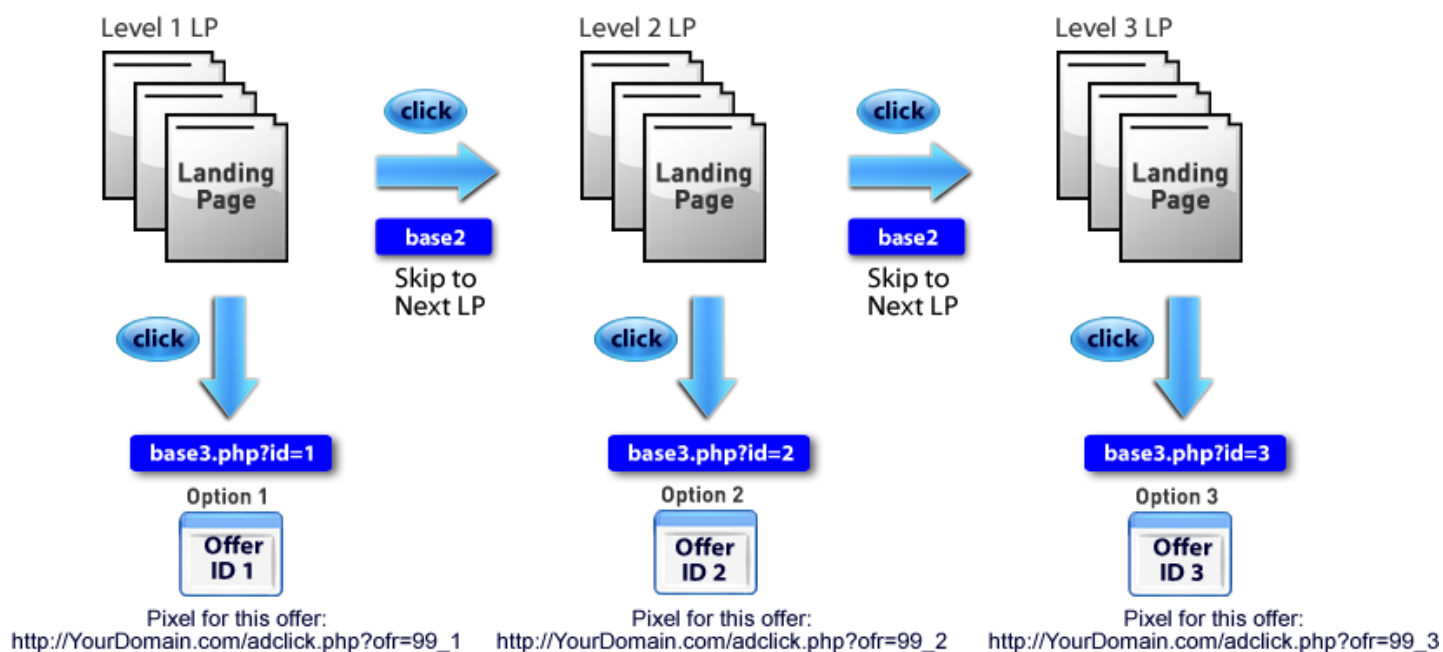 Level 1 LP
Level 2 LP
Level 3 LP
click
click
Landing
Page
Landing
Page
Landing
Page
base2
base2
Skip to
Next LP
Skip to
Next LP
click
click
click
base3.php?id=1
base3.php?id=2
base3.php?id=3
Option 1
Option 2
Option 3
Offer
ID 1
Offer
ID 2
Offer
ID 3
Pixel for this offer:
http://YourDomain.com/adclick.php?ofr=99_1
Pixel for this offer:
http://YourDomain.com/adclick.php?ofr=99_2
Pixel for this offer:
http://YourDomain.com/adclick.php?ofr=99_3